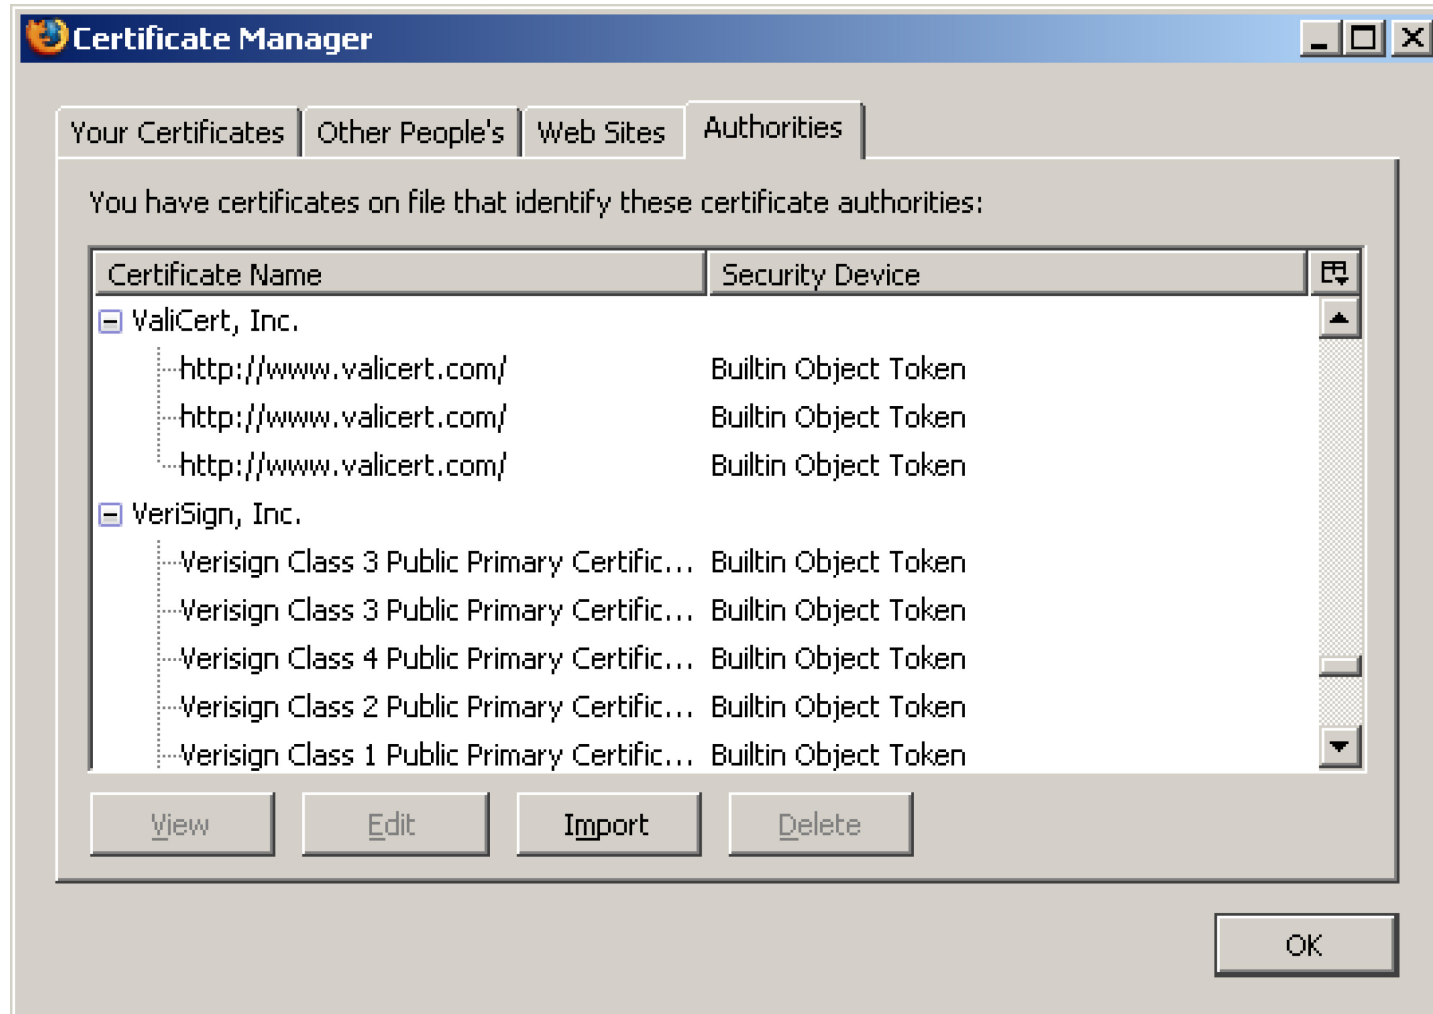 Certificate Manager
Your Certificates Other People's Web Sites Authorities
You have certificates on file that identify these certificate authorities:
Certificate Name Security Device
ValiCert, Inc.
http://www.valicert.com/ Builtin Object Token
http://www.valicert.com/ Builtin Object Token
http://www.valicert.com/ Builtin Object Token
VeriSign, Inc.
Verisign Class 3 Public Primary Certific... Builtin Object Token
Verisign Class 3 Public Primary Certific... Builtin Object Token
Verisign Class 4 Public Primary Certific... Builtin Object Token
Verisign Class 2 Public Primary Certific... Builtin Object Token
Verisign Class 1 Public Primary Certific... Builtin Object Token
View Edit Import Delete
OK